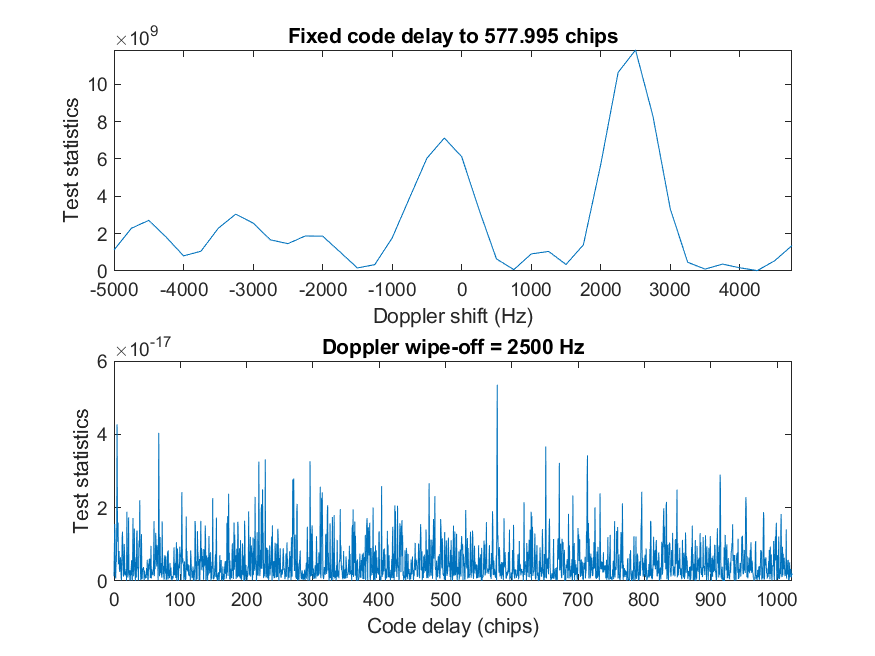 ×10⁹
Fixed code delay to 577.995 chips
Test statistics
10
8
6
4
2
0
-5000 -4000 -3000 -2000 -1000 0 1000 2000 3000 4000
Doppler shift (Hz)
×10⁻¹⁷
Doppler wipe-off = 2500 Hz
Test statistics
6
4
2
0
0 100 200 300 400 500 600 700 800 900 1000
Code delay (chips)